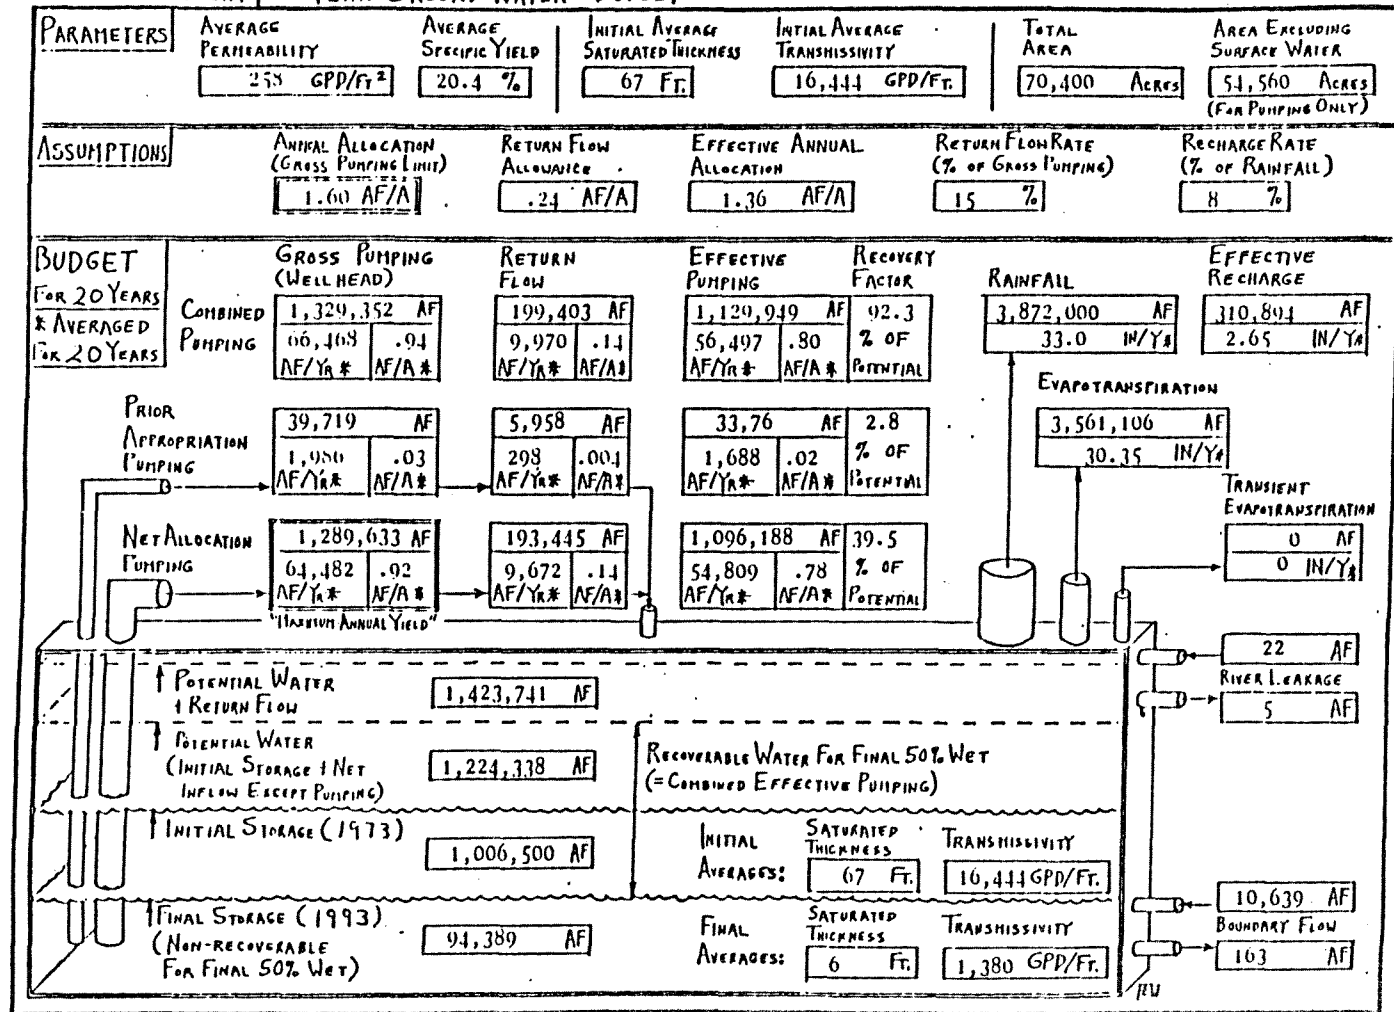 PARAMETERS
AVERAGE PERMEABILITY
258 GPD/FT²
AVERAGE SPECIFIC YIELD
20.4 %
INITIAL AVERAGE SATURATED THICKNESS
67 FT.
INTIAL AVERAGE TRANSMISSIVITY
16,444 GPD/FT.
TOTAL AREA
70,400 ACRES
AREA EXCLUDING SURFACE WATER
54,560 ACRES
(FOR PUMPING ONLY)
ASSUMPTIONS
ANNUAL ALLOCATION
(GROSS PUMPING LIMIT)
1.60 AF/A
RETURN FLOW ALLOWANCE
.24 AF/A
EFFECTIVE ANNUAL ALLOCATION
1.36 AF/A
RETURN FLOW RATE
(% OF GROSS PUMPING)
15 %
RECHARGE RATE
(% OF RAINFALL)
8 %
BUDGET
FOR 20 YEARS
* AVERAGED
FOR 20 YEARS
GROSS PUMPING
(WELL HEAD)
RETURN FLOW
EFFECTIVE PUMPING
RECOVERY FACTOR
COMBINED PUMPING
1,329,352 AF
66,468 AF/YR*
.94 AF/A*
199,403 AF
9,970 AF/YR*
.14 AF/A*
1,129,949 AF
56,497 AF/YR*
.80 AF/A*
92.3 % OF POTENTIAL
RAINFALL
3,872,000 AF
33.0 IN/Y*
EFFECTIVE RECHARGE
310,894 AF
2.65 IN/Y*
EVAPOTRANSPIRATION
3,561,106 AF
30.35 IN/Y*
PRIOR APPROPRIATION PUMPING
39,719 AF
1,986 AF/YR*
.03 AF/A*
5,958 AF
298 AF/YR*
.004 AF/A*
33,76 AF
1,688 AF/YR*
.02 AF/A*
2.8 % OF POTENTIAL
TRANSIENT EVAPOTRANSPIRATION
0 AF
0 IN/Y*
NET ALLOCATION PUMPING
1,289,633 AF
64,482 AF/YR*
.92 AF/A*
"MAXIMUM ANNUAL YIELD"
193,445 AF
9,672 AF/YR*
.14 AF/A*
1,096,188 AF
54,809 AF/YR*
.78 AF/A*
39.5 % OF POTENTIAL
22 AF
RIVER LEAKAGE
5 AF
POTENTIAL WATER
+ RETURN FLOW
1,423,741 AF
POTENTIAL WATER
(INITIAL STORAGE + NET
INFLOW EXCEPT PUMPING)
1,224,338 AF
RECOVERABLE WATER FOR FINAL 50% WET
(= COMBINED EFFECTIVE PUMPING)
INITIAL STORAGE (1973)
1,006,500 AF
INITIAL AVERAGES:
SATURATED THICKNESS
67 FT.
TRANSMISSIVITY
16,444 GPD/FT.
FINAL STORAGE (1993)
(NON-RECOVERABLE
FOR FINAL 50% WET)
94,389 AF
FINAL AVERAGES:
SATURATED THICKNESS
6 FT.
TRANSMISSIVITY
1,380 GPD/FT.
10,639 AF
BOUNDARY FLOW
163 AF